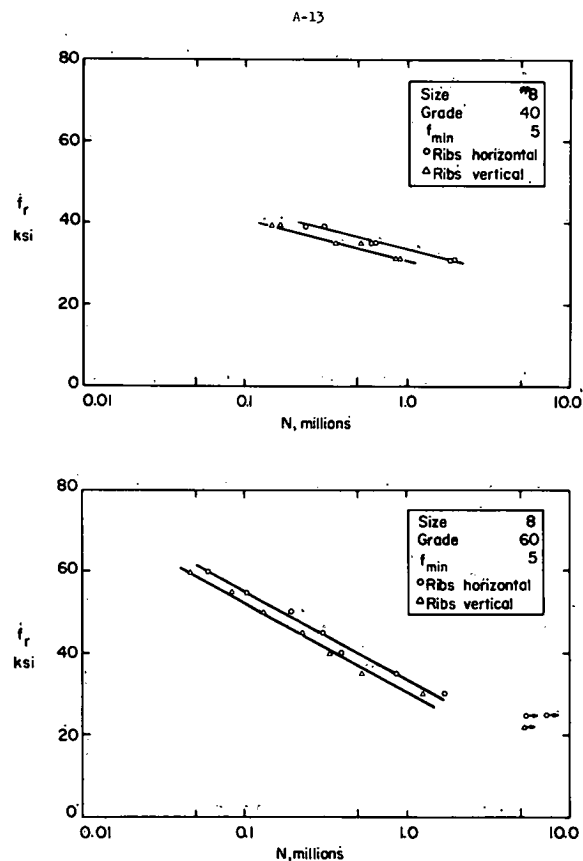 A-13
80
60
40
20
0
f_r
ksi
Size #8
Grade 40
f_min 5
○ Ribs horizontal
△ Ribs vertical
0.01 0.1 1.0 10.0
N, millions
80
60
40
20
0
f_r
ksi
Size 8
Grade 60
f_min 5
○ Ribs horizontal
△ Ribs vertical
0.01 0.1 1.0 10.0
N, millions